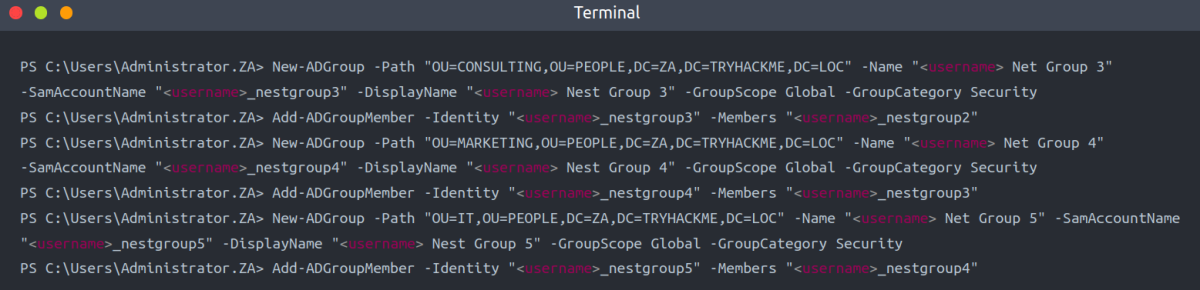 Terminal
PS C:\Users\Administrator.ZA> New-ADGroup -Path "OU=CONSULTING,OU=PEOPLE,DC=ZA,DC=TRYHACKME,DC=LOC" -Name "<username> Net Group 3"
-SamAccountName "<username>_nestgroup3" -DisplayName "<username> Nest Group 3" -GroupScope Global -GroupCategory Security
PS C:\Users\Administrator.ZA> Add-ADGroupMember -Identity "<username>_nestgroup3" -Members "<username>_nestgroup2"
PS C:\Users\Administrator.ZA> New-ADGroup -Path "OU=MARKETING,OU=PEOPLE,DC=ZA,DC=TRYHACKME,DC=LOC" -Name "<username> Net Group 4"
-SamAccountName "<username>_nestgroup4" -DisplayName "<username> Nest Group 4" -GroupScope Global -GroupCategory Security
PS C:\Users\Administrator.ZA> Add-ADGroupMember -Identity "<username>_nestgroup4" -Members "<username>_nestgroup3"
PS C:\Users\Administrator.ZA> New-ADGroup -Path "OU=IT,OU=PEOPLE,DC=ZA,DC=TRYHACKME,DC=LOC" -Name "<username> Net Group 5" -SamAccountName
"<username>_nestgroup5" -DisplayName "<username> Nest Group 5" -GroupScope Global -GroupCategory Security
PS C:\Users\Administrator.ZA> Add-ADGroupMember -Identity "<username>_nestgroup5" -Members "<username>_nestgroup4"